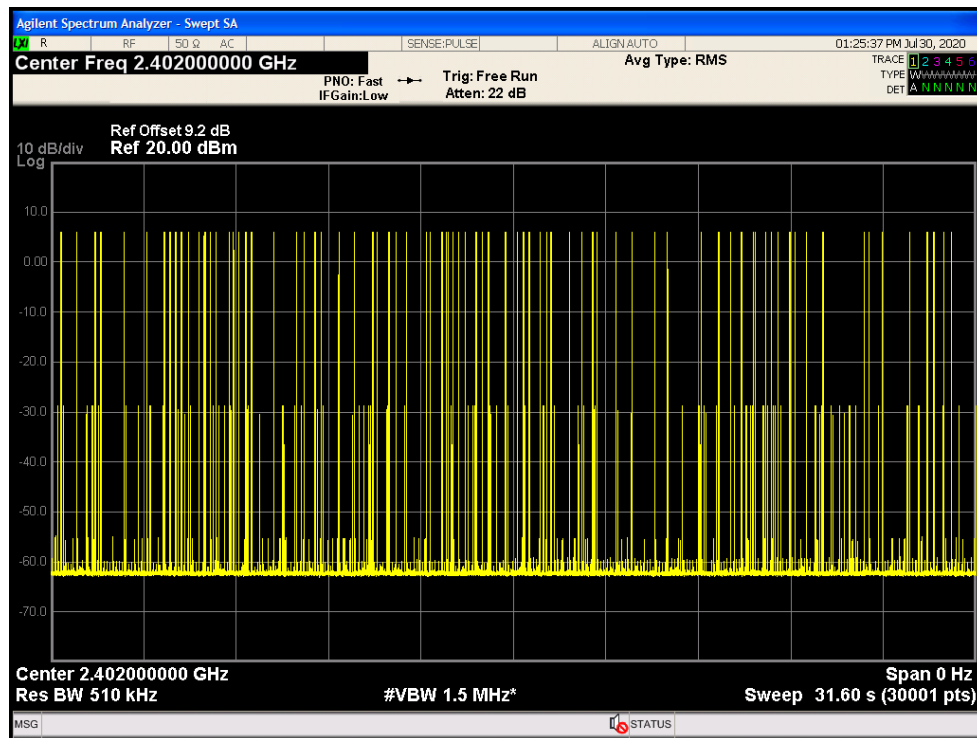 Agilent Spectrum Analyzer - Swept SA
LXI R RF 50 Ω AC SENSE:PULSE ALIGN AUTO 01:25:37 PM Jul 30, 2020
Center Freq 2.402000000 GHz Avg Type: RMS TRACE 1 2 3 4 5 6
PNO: Fast Trig: Free Run TYPE WWWWWW
IFGain:Low Atten: 22 dB DET A N N N N N
Ref Offset 9.2 dB
10 dB/div Ref 20.00 dBm
Log
10.0
0.00
-10.0
-20.0
-30.0
-40.0
-50.0
-60.0
-70.0
Center 2.402000000 GHz Span 0 Hz
Res BW 510 kHz #VBW 1.5 MHz* Sweep 31.60 s (30001 pts)
MSG STATUS